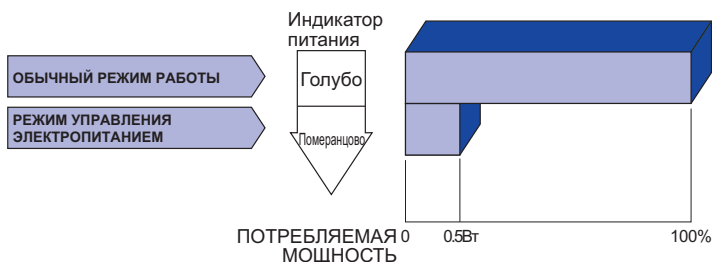 Индикатор
питания
ОБЫЧНЫЙ РЕЖИМ РАБОТЫ
Голубо
РЕЖИМ УПРАВЛЕНИЯ
ЭЛЕКТРОПИТАНИЕМ
Померанцово
ПОТРЕБЛЯЕМАЯ 0 0.5Вт 100%
МОЩНОСТЬ